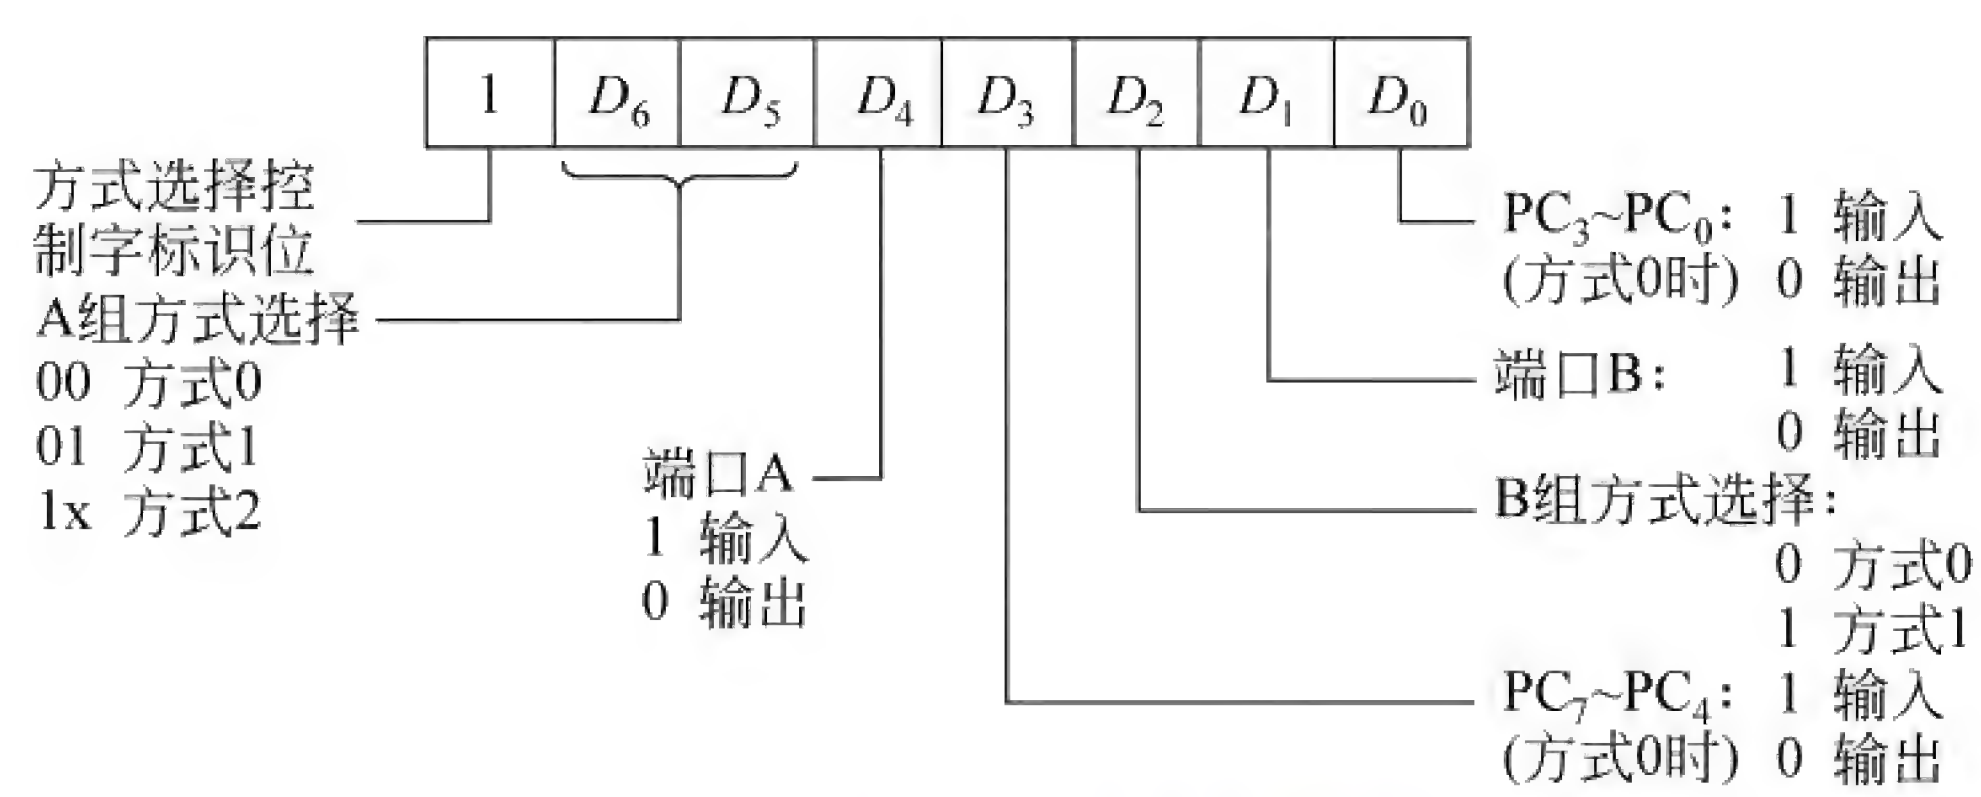 1 D₆ D₅ D₄ D₃ D₂ D₁ D₀
方式选择控
制字标识位
A组方式选择
00 方式0
01 方式1
1x 方式2
端口A
1 输入
0 输出
PC₃~PC₀: 1 输入
(方式0时) 0 输出
端口B: 1 输入
0 输出
B组方式选择:
0 方式0
1 方式1
PC₇~PC₄: 1 输入
(方式0时) 0 输出